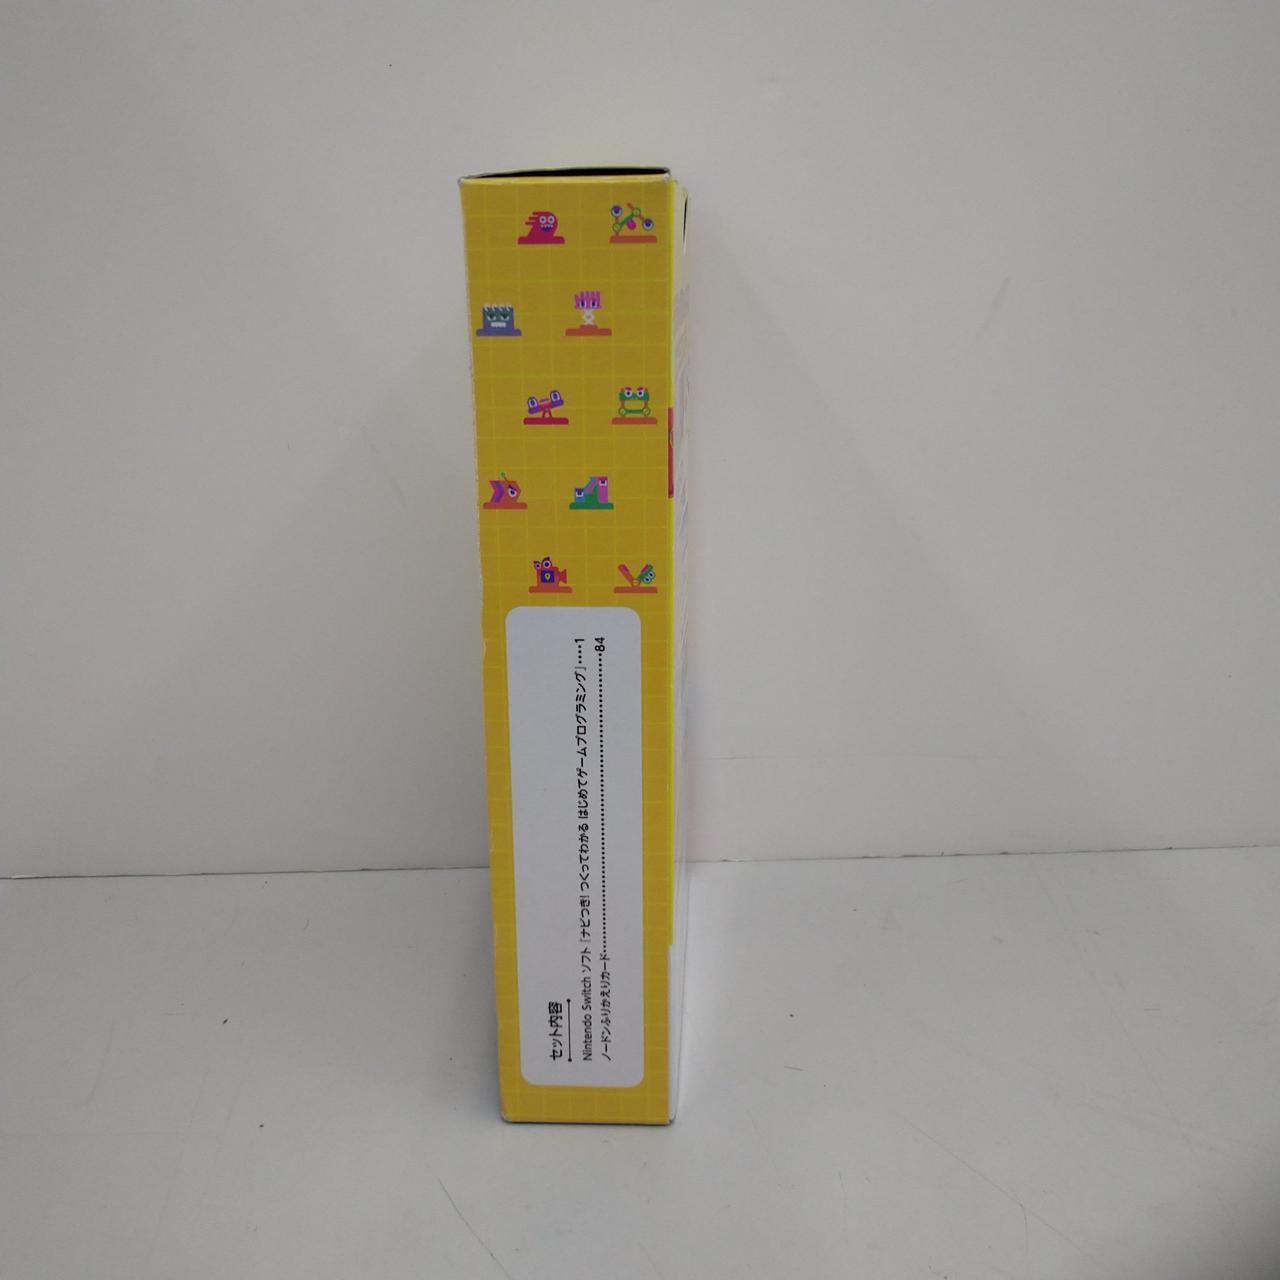 セット内容
Nintendo Switch ソフト「ナビつき! つくってわかる はじめてゲームプログラミング」‥‥1
ノードンふりかえりカード‥‥‥‥‥‥‥‥‥‥‥‥‥‥‥‥‥‥‥‥‥‥‥‥‥‥‥‥‥‥84